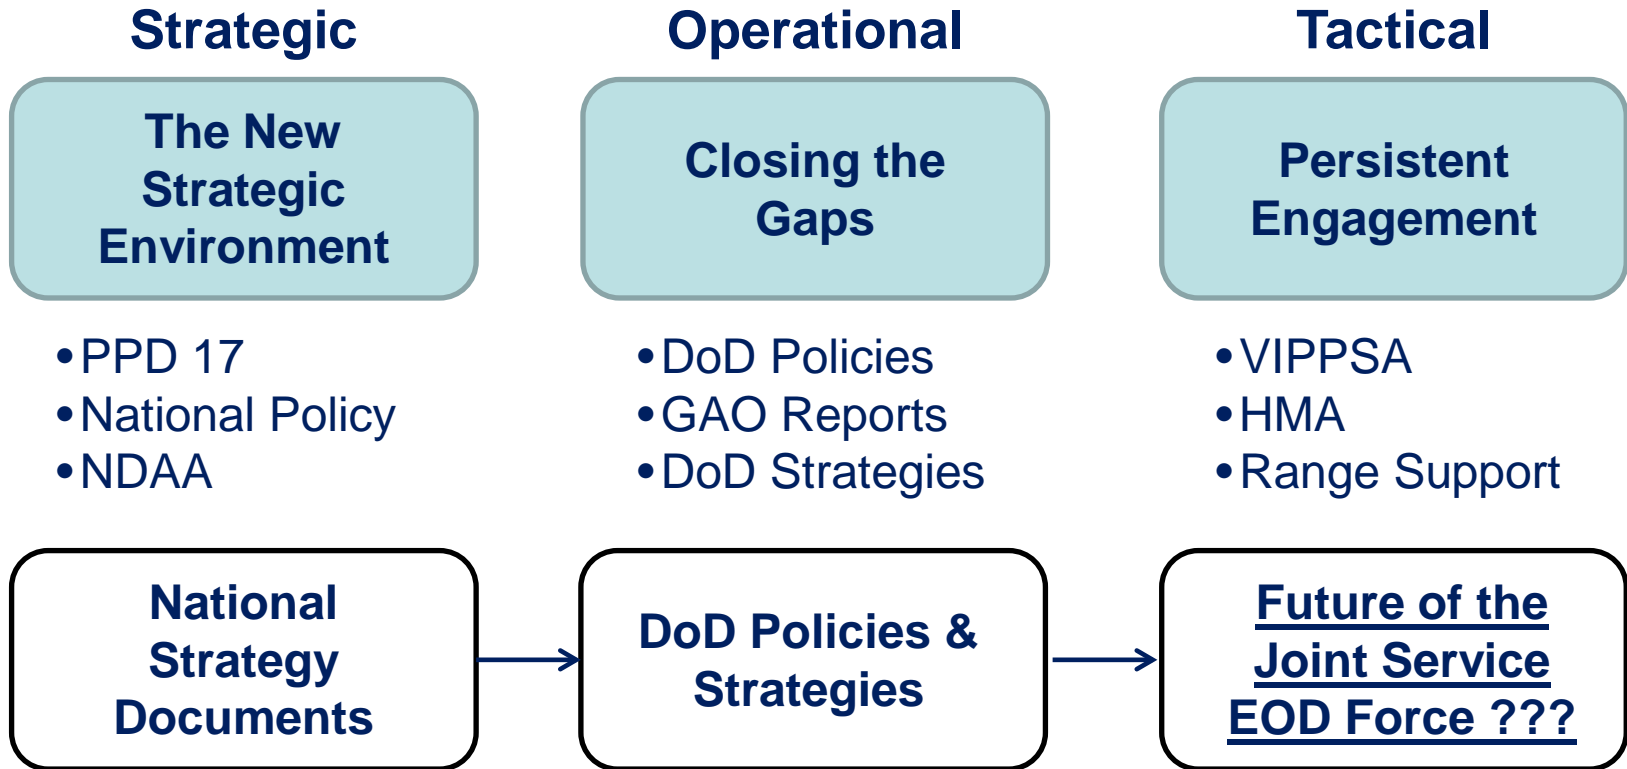 Strategic
Operational
Tactical
The New
Strategic
Environment
Closing the
Gaps
Persistent
Engagement
•PPD 17
•National Policy
•NDAA
•DoD Policies
•GAO Reports
•DoD Strategies
•VIPPSA
•HMA
•Range Support
National
Strategy
Documents
DoD Policies &
Strategies
Future of the
Joint Service
EOD Force ???